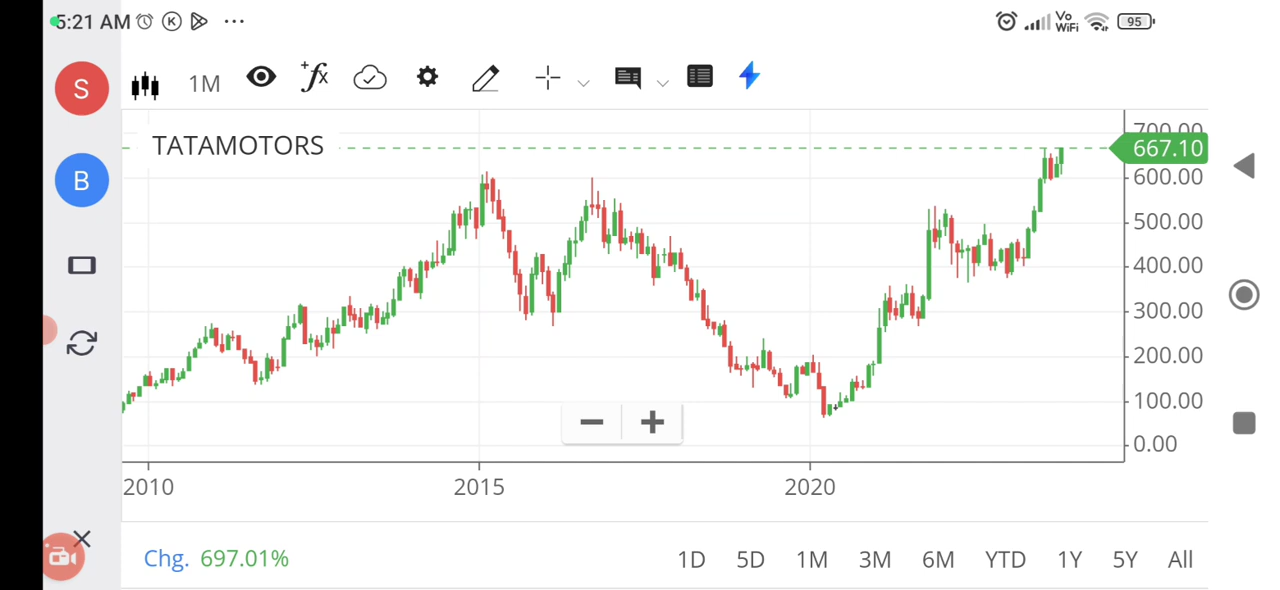 5:21 AM K ... Vo WiFi 95
S 1M +fx
700.00
TATAMOTORS 667.10
B 600.00
500.00
400.00
300.00
200.00
100.00
0.00
2010 2015 2020
Chg. 697.01% 1D 5D 1M 3M 6M YTD 1Y 5Y All